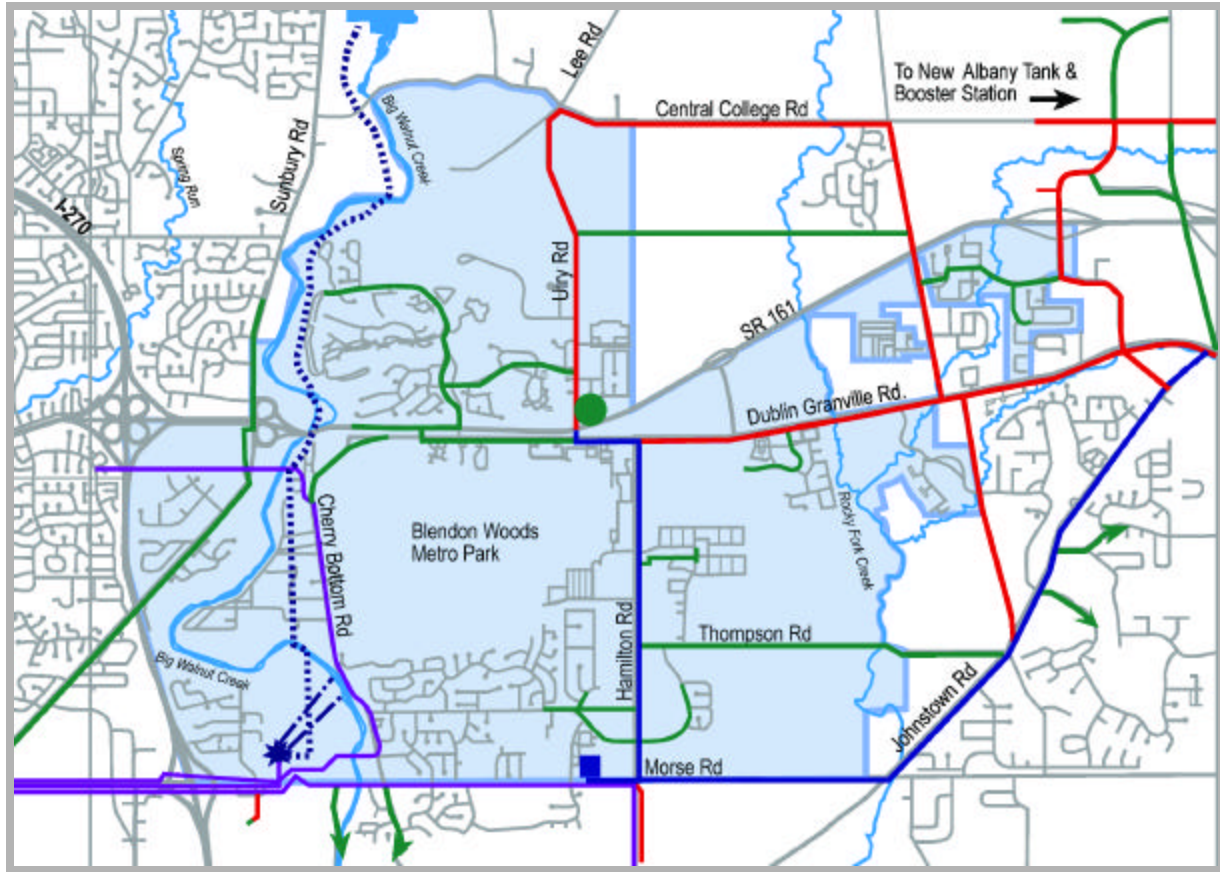 Lee Rd
To New Albany Tank &
Booster Station
Central College Rd
Big Walnut Creek
Sunbury Rd
Spring Run
I-270
Ulry Rd
SR 161
Dublin Granville Rd.
Cherry Bottom Rd
Blendon Woods
Metro Park
Rocky Fork Creek
Hamilton Rd
Thompson Rd
Big Walnut Creek
Johnstown Rd
Morse Rd